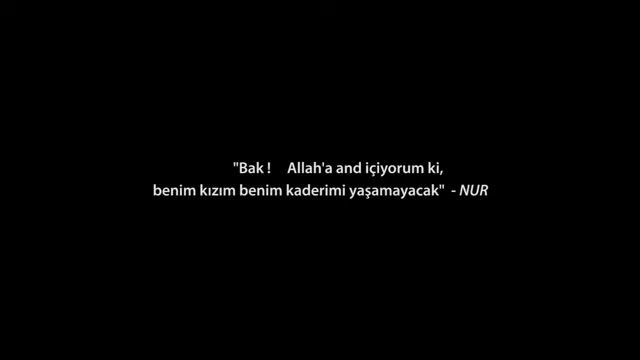 "Bak ! Allah'a and içiyorum ki,
benim kızım benim kaderimi yaşamayacak" - NUR